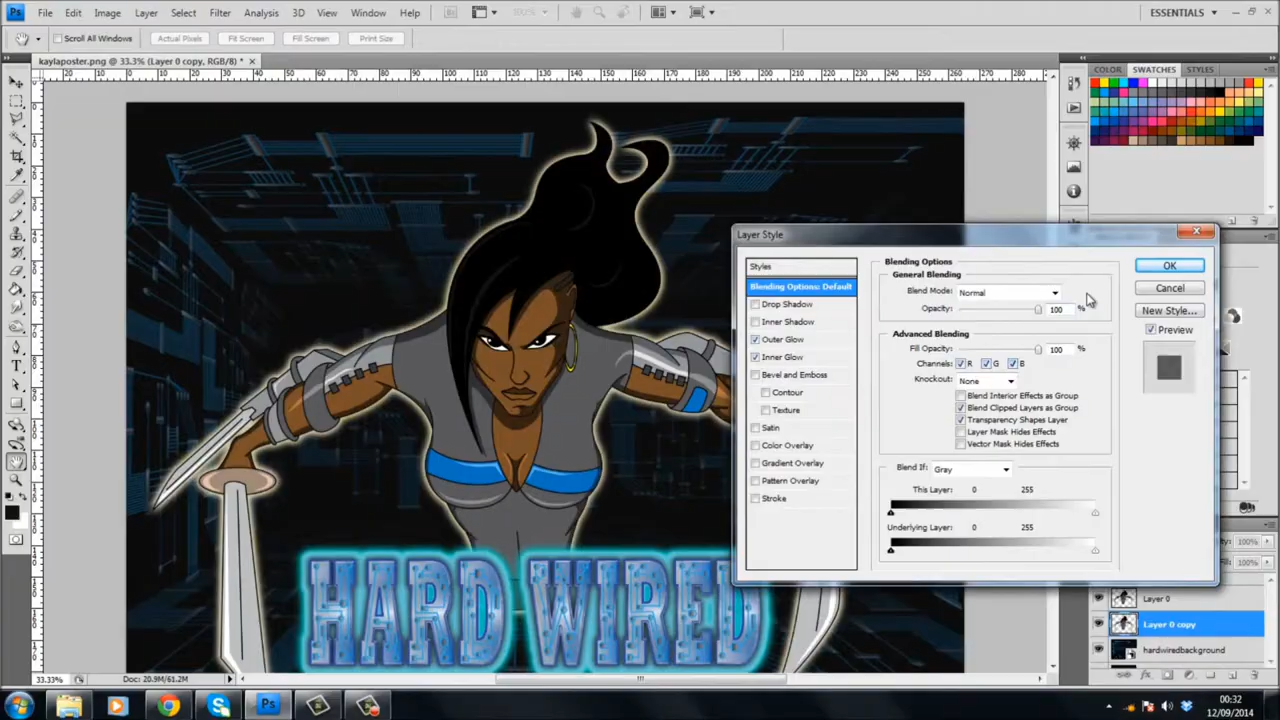 Ps File Edit Image Layer Select Filter Analysis 3D View Window Help 100% ESSENTIALS
Scroll All Windows Actual Pixels Fit Screen Fill Screen Print Size
kaylaposter.png @ 33.3% (Layer 0 copy, RGB/8) *
COLOR SWATCHES STYLES
Layer Style
Styles
Blending Options: Default
Drop Shadow
Inner Shadow
Outer Glow
Inner Glow
Bevel and Emboss
Contour
Texture
Satin
Color Overlay
Gradient Overlay
Pattern Overlay
Stroke
Blending Options
General Blending
Blend Mode: Normal
Opacity: 100 %
Advanced Blending
Fill Opacity: 100 %
Channels: R G B
Knockout: None
Blend Interior Effects as Group
Blend Clipped Layers as Group
Transparency Shapes Layer
Layer Mask Hides Effects
Vector Mask Hides Effects
Blend If: Gray
This Layer: 0 255
Underlying Layer: 0 255
OK
Cancel
New Style...
Preview
HARD WIRED
100%
100%
Layer 0
Layer 0 copy
hardwiredbackground
33.33% Doc: 20.9M/61.2M
00:32
12/09/2014